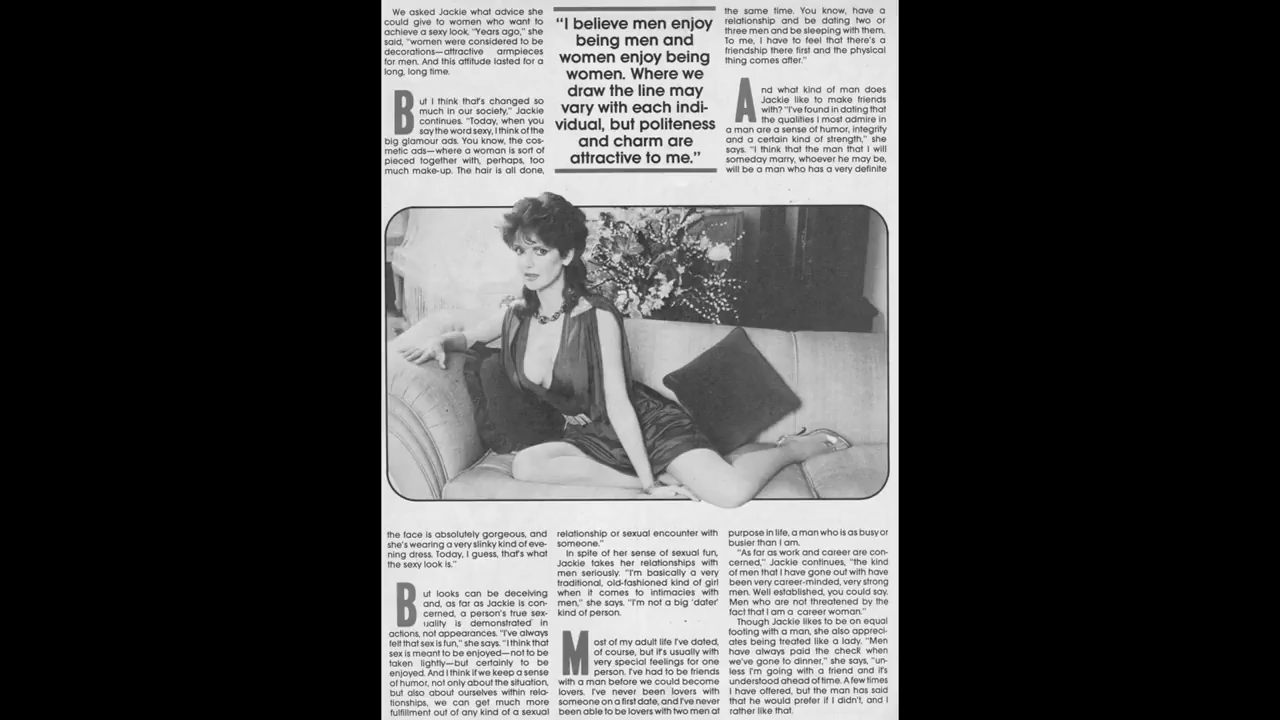 We asked Jackie what advice she
could give to women who want to
achieve a sexy look. "Years ago," she
said, "women were considered to be
decorations—attractive armpieces
for men. And this attitude lasted for a
long, long time.
But I think that's changed so
much in our society," Jackie
continues. "Today, when you
say the word sexy, I think of the
big glamour ads. You know, the cos-
metic ads—where a woman is sort of
pieced together with, perhaps, too
much make-up. The hair is all done,
the face is absolutely gorgeous, and
she's wearing a very slinky kind of eve-
ning dress. Today, I guess, that's what
the sexy look is."
But looks can be deceiving
and, as far as Jackie is con-
cerned, a person's true sex-
uality is demonstrated in
actions, not appearances. "I've always
felt that sex is fun," she says. "I think that
sex is meant to be enjoyed—not to be
taken lightly—but certainly to be
enjoyed. And I think if we keep a sense
of humor, not only about the situation,
but also about ourselves within rela-
tionships, we can get much more
fulfillment out of any kind of a sexual
"I believe men enjoy
being men and
women enjoy being
women. Where we
draw the line may
vary with each indi-
vidual, but politeness
and charm are
attractive to me."
relationship or sexual encounter with
someone."
In spite of her sense of sexual fun,
Jackie takes her relationships with
men seriously. "I'm basically a very
traditional, old-fashioned kind of girl
when it comes to intimacies with
men," she says. "I'm not a big 'dater'
kind of person.
Most of my adult life I've dated,
of course, but it's usually with
very special feelings for one
person. I've had to be friends
with a man before we could become
lovers. I've never been lovers with
someone on a first date, and I've never
been able to be lovers with two men at
the same time. You know, have a
relationship and be dating two or
three men and be sleeping with them.
To me, I have to feel that there's a
friendship there first and the physical
thing comes after."
And what kind of man does
Jackie like to make friends
with? "I've found in dating that
the qualities I most admire in
a man are a sense of humor, integrity
and a certain kind of strength," she
says. "I think that the man that I will
someday marry, whoever he may be,
will be a man who has a very definite
purpose in life, a man who is as busy or
busier than I am.
"As far as work and career are con-
cerned," Jackie continues, "the kind
of men that I have gone out with have
been very career-minded, very strong
men. Well established, you could say.
Men who are not threatened by the
fact that I am a career woman."
Though Jackie likes to be on equal
footing with a man, she also appreci-
ates being treated like a lady. "Men
have always paid the check when
we've gone to dinner," she says, "un-
less I'm going with a friend and it's
understood ahead of time. A few times
I have offered, but the man has said
that he would prefer if I didn't, and I
rather like that.